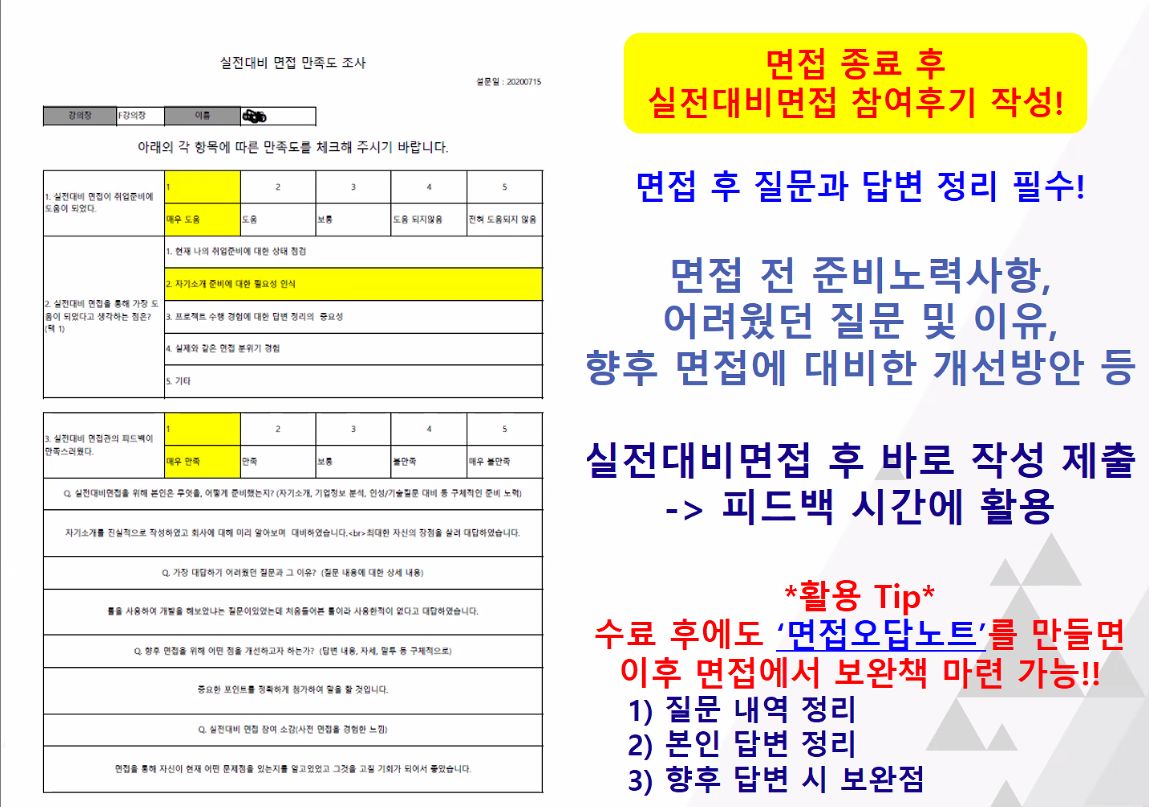 실전대비 면접 만족도 조사
설문일 : 20200715
강의장 F강의장 이름
아래의 각 항목에 따른 만족도를 체크해 주시기 바랍니다.
1. 실전대비 면접이 취업준비에
도움이 되었다.
1 2 3 4 5
매우 도움 도움 보통 도움 되지않음 전혀 도움되지 않음
2. 실전대비 면접을 통해 가장 도
움이 되었다고 생각하는 점은?
(택 1)
1. 현재 나의 취업준비에 대한 상태 점검
2. 자기소개 준비에 대한 필요성 인식
3. 프로젝트 수행 경험에 대한 답변 정리의 중요성
4. 실제와 같은 면접 분위기 경험
5. 기타
3. 실전대비 면접관의 피드백이
만족스러웠다.
1 2 3 4 5
매우 만족 만족 보통 불만족 매우 불만족
Q. 실전대비면접을 위해 본인은 무엇을, 어떻게 준비했는지? (자기소개, 기업정보 분석, 인성/기술질문 대비 등 구체적인 준비 노력)
자기소개를 진실적으로 작성하였고 회사에 대해 미리 알아보며 대비하였습니다.<br>최대한 자신의 장점을 살려 대답하였습니다.
Q. 가장 대답하기 어려웠던 질문과 그 이유? (질문 내용에 대한 상세 내용)
툴을 사용하여 개발을 해보았나는 질문이있었는데 처음들어본 툴이라 사용한적이 없다고 대답하였습니다.
Q. 향후 면접을 위해 어떤 점을 개선하고자 하는가? (답변 내용, 자세, 말투 등 구체적으로)
중요한 포인트를 정확하게 첨가하여 말을 할 것입니다.
Q. 실전대비 면접 참여 소감(사전 면접을 경험한 느낌)
면접을 통해 자신이 현재 어떤 문제점을 있는지를 알고있었고 그것을 고칠 기회가 되어서 좋았습니다.
면접 종료 후
실전대비면접 참여후기 작성!
면접 후 질문과 답변 정리 필수!
면접 전 준비노력사항,
어려웠던 질문 및 이유,
향후 면접에 대비한 개선방안 등
실전대비면접 후 바로 작성 제출
-> 피드백 시간에 활용
*활용 Tip*
수료 후에도 ‘면접오답노트’를 만들면
이후 면접에서 보완책 마련 가능!!
1) 질문 내역 정리
2) 본인 답변 정리
3) 향후 답변 시 보완점